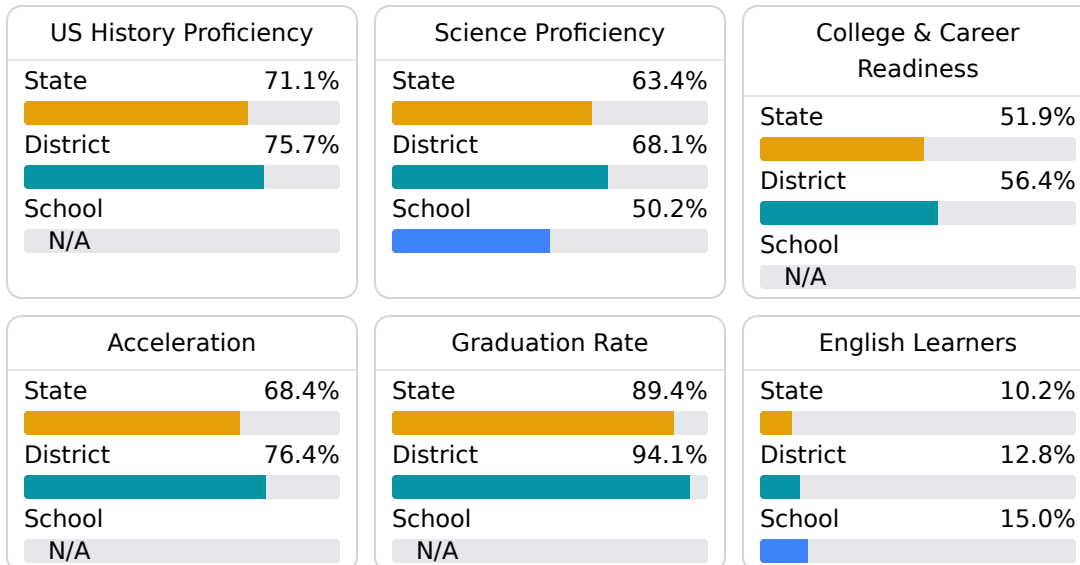 US History Proficiency
State 71.1%
District 75.7%
School
N/A
Science Proficiency
State 63.4%
District 68.1%
School 50.2%
College & Career
Readiness
State 51.9%
District 56.4%
School
N/A
Acceleration
State 68.4%
District 76.4%
School
N/A
Graduation Rate
State 89.4%
District 94.1%
School
N/A
English Learners
State 10.2%
District 12.8%
School 15.0%